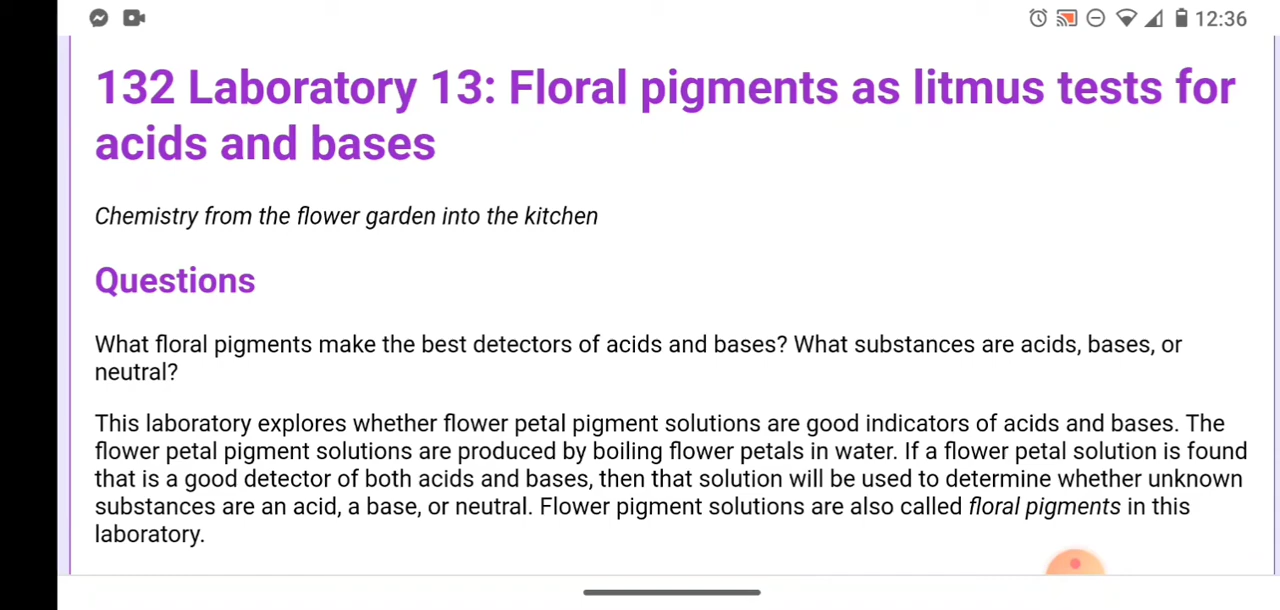 12:36
132 Laboratory 13: Floral pigments as litmus tests for
acids and bases
Chemistry from the flower garden into the kitchen
Questions
What floral pigments make the best detectors of acids and bases? What substances are acids, bases, or
neutral?
This laboratory explores whether flower petal pigment solutions are good indicators of acids and bases. The
flower petal pigment solutions are produced by boiling flower petals in water. If a flower petal solution is found
that is a good detector of both acids and bases, then that solution will be used to determine whether unknown
substances are an acid, a base, or neutral. Flower pigment solutions are also called floral pigments in this
laboratory.